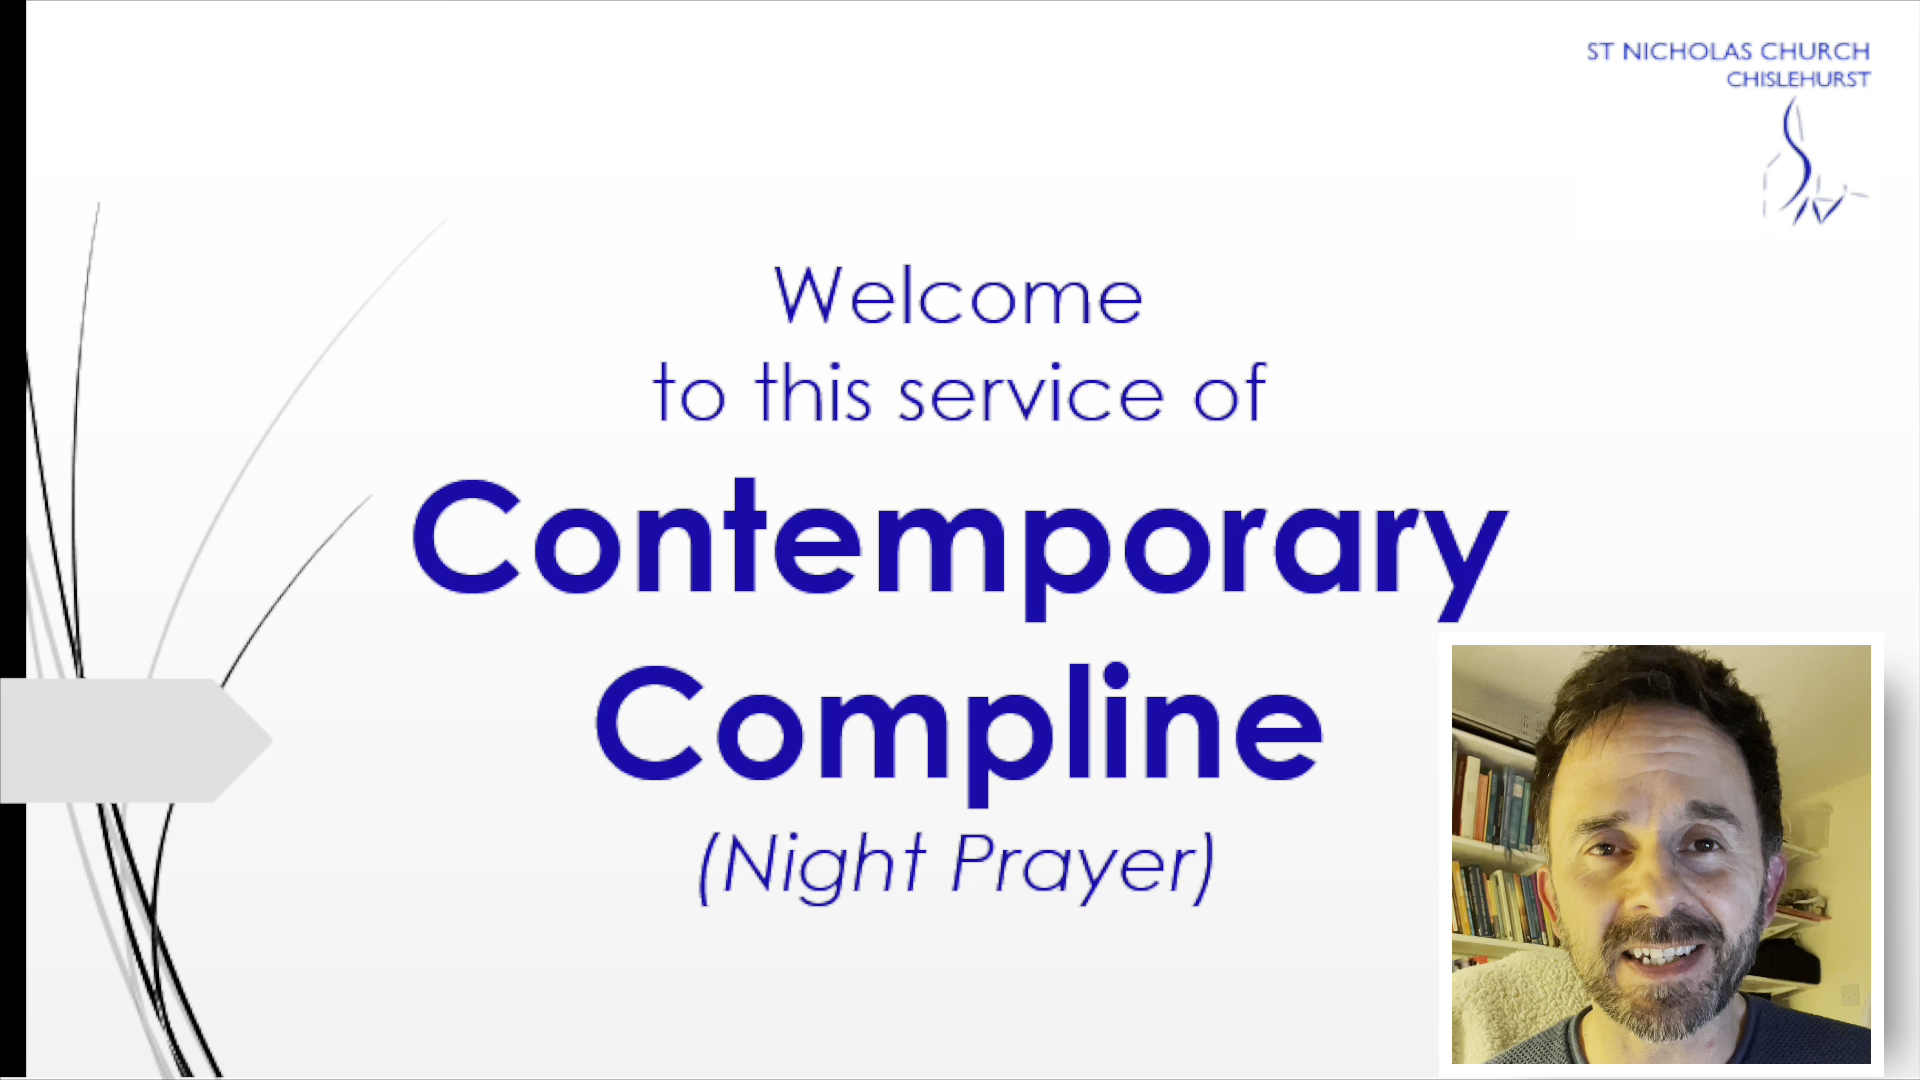 ST NICHOLAS CHURCH
CHISLEHURST
Welcome
to this service of
Contemporary
Compline
(Night Prayer)